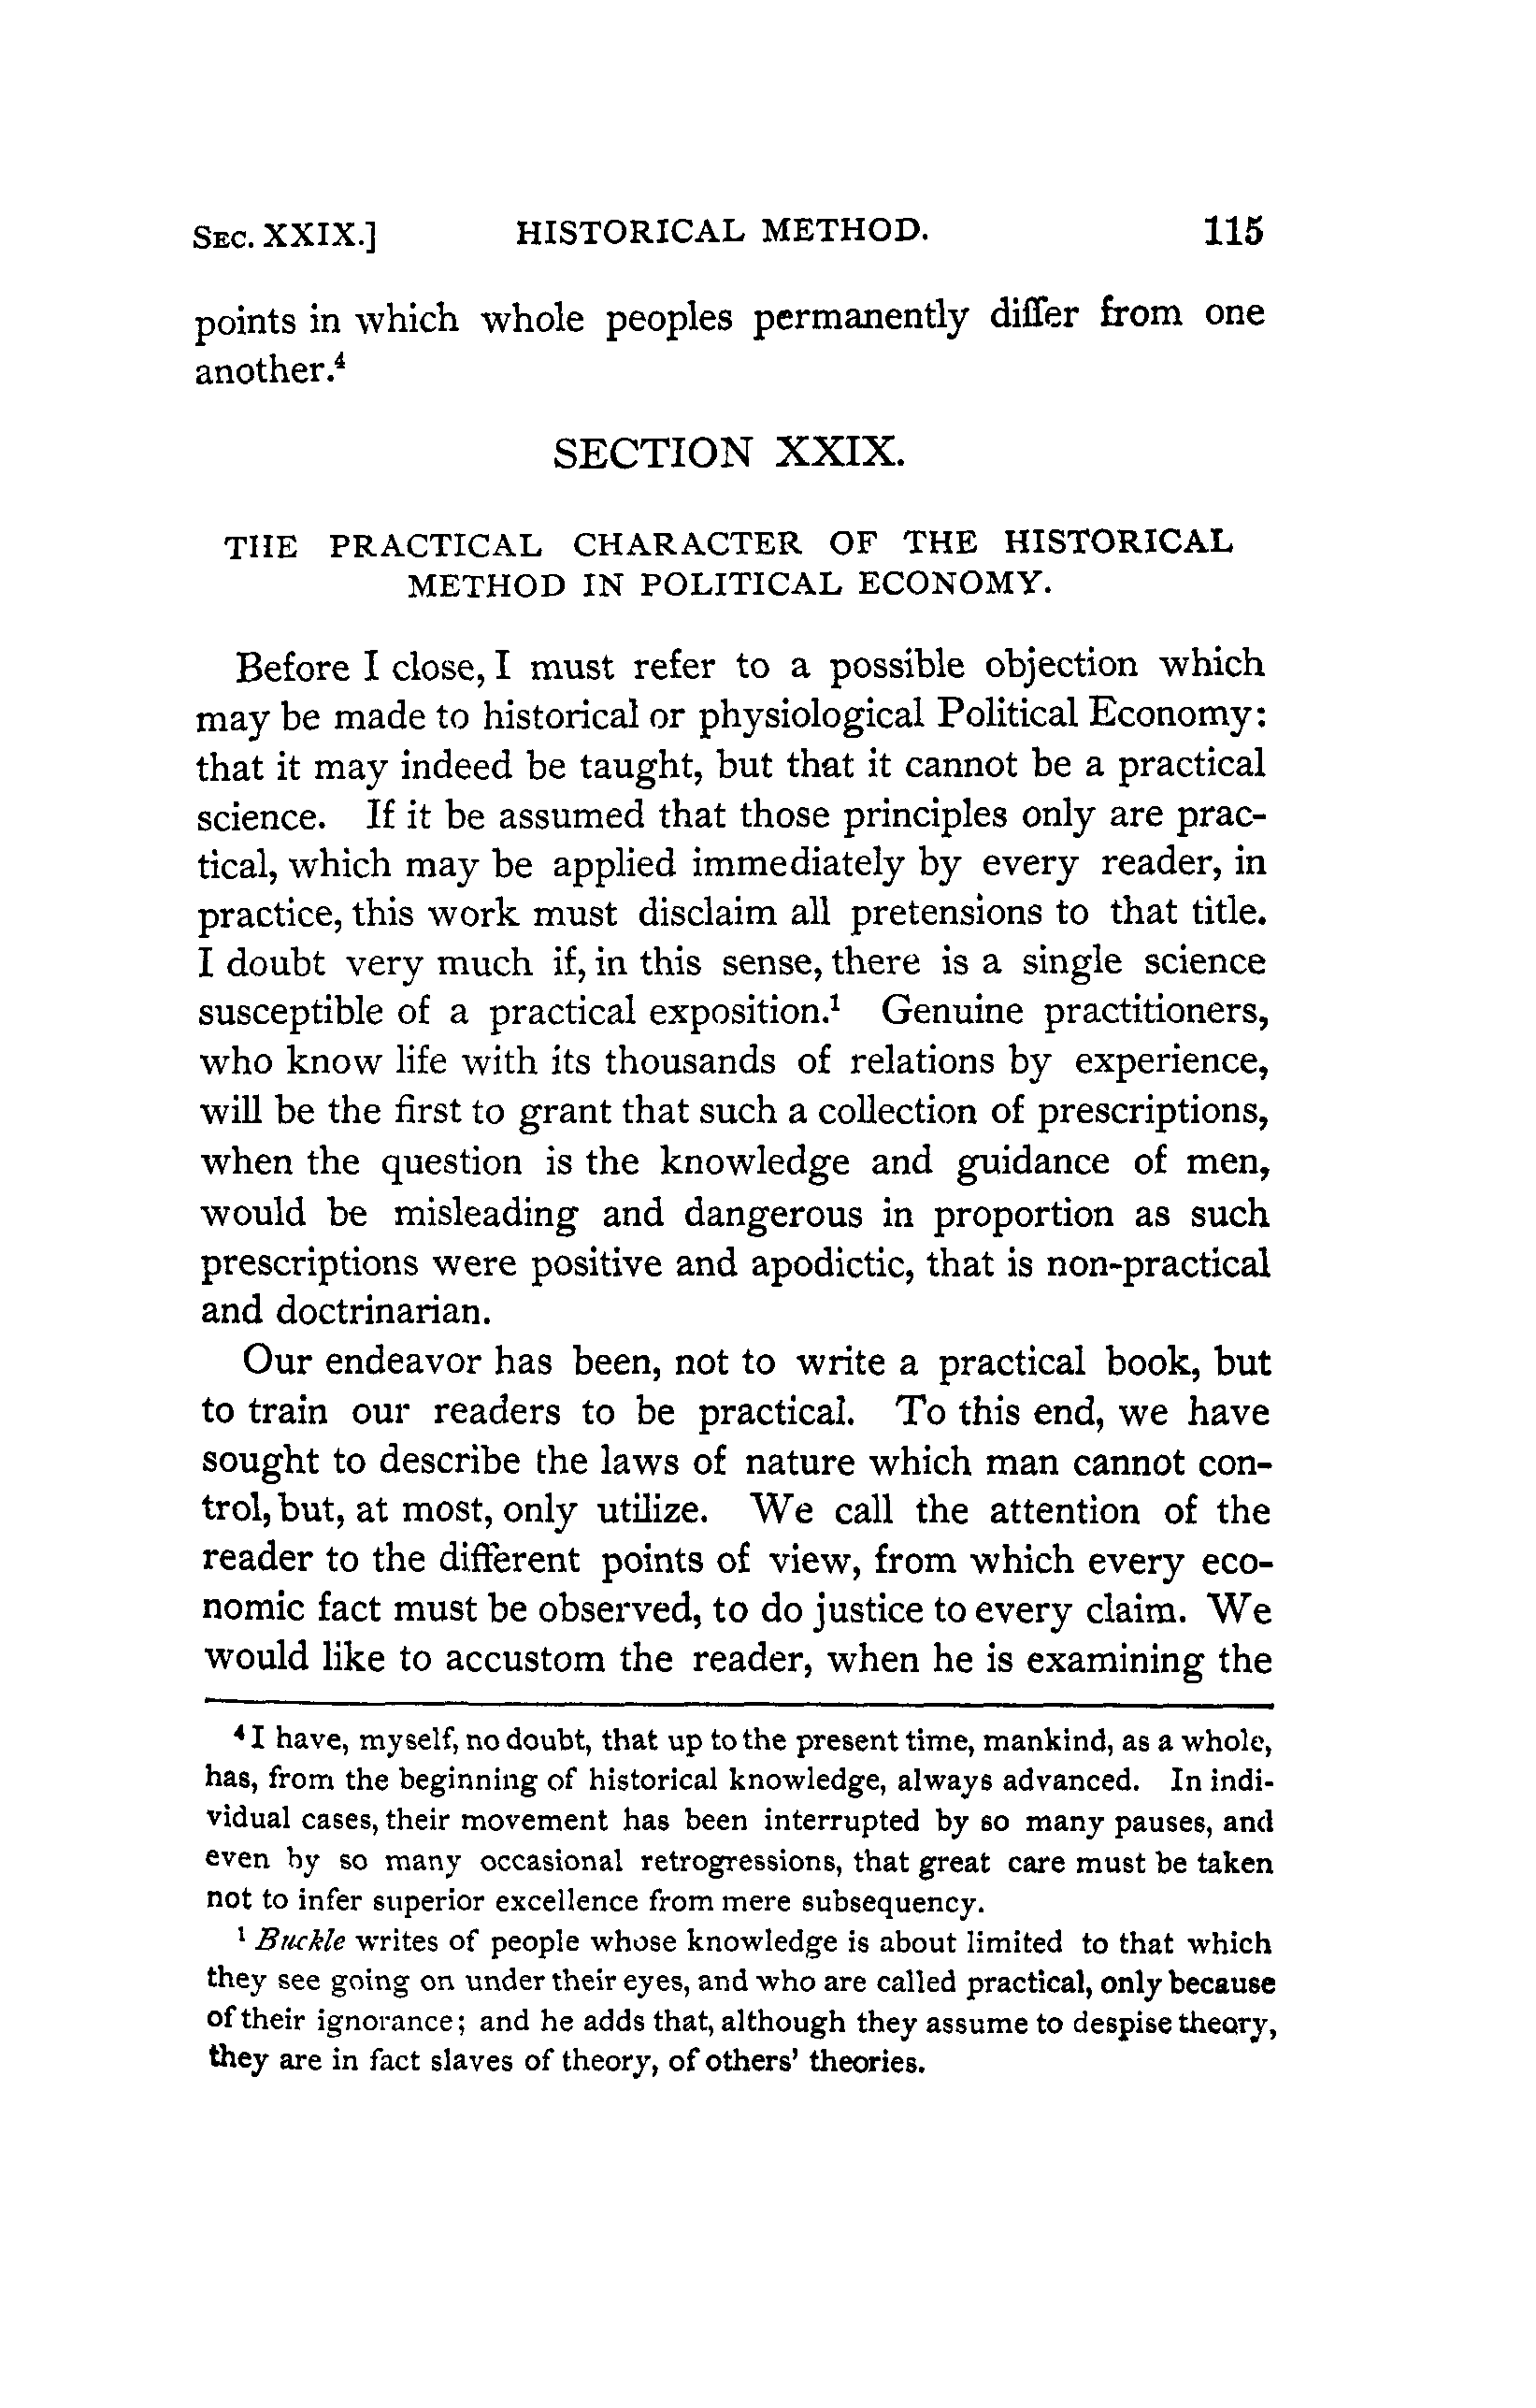 SEC. XXIX.] HISTORICAL METHOD. 115
points in which whole peoples permanently differ from one
another.⁴
SECTION XXIX.
THE PRACTICAL CHARACTER OF THE HISTORICAL
METHOD IN POLITICAL ECONOMY.
Before I close, I must refer to a possible objection which
may be made to historical or physiological Political Economy:
that it may indeed be taught, but that it cannot be a practical
science. If it be assumed that those principles only are prac-
tical, which may be applied immediately by every reader, in
practice, this work must disclaim all pretensions to that title.
I doubt very much if, in this sense, there is a single science
susceptible of a practical exposition.¹ Genuine practitioners,
who know life with its thousands of relations by experience,
will be the first to grant that such a collection of prescriptions,
when the question is the knowledge and guidance of men,
would be misleading and dangerous in proportion as such
prescriptions were positive and apodictic, that is non-practical
and doctrinarian.
Our endeavor has been, not to write a practical book, but
to train our readers to be practical. To this end, we have
sought to describe the laws of nature which man cannot con-
trol, but, at most, only utilize. We call the attention of the
reader to the different points of view, from which every eco-
nomic fact must be observed, to do justice to every claim. We
would like to accustom the reader, when he is examining the
⁴ I have, myself, no doubt, that up to the present time, mankind, as a whole,
has, from the beginning of historical knowledge, always advanced. In indi-
vidual cases, their movement has been interrupted by so many pauses, and
even by so many occasional retrogressions, that great care must be taken
not to infer superior excellence from mere subsequency.
¹ Buckle writes of people whose knowledge is about limited to that which
they see going on under their eyes, and who are called practical, only because
of their ignorance; and he adds that, although they assume to despise theory,
they are in fact slaves of theory, of others' theories.